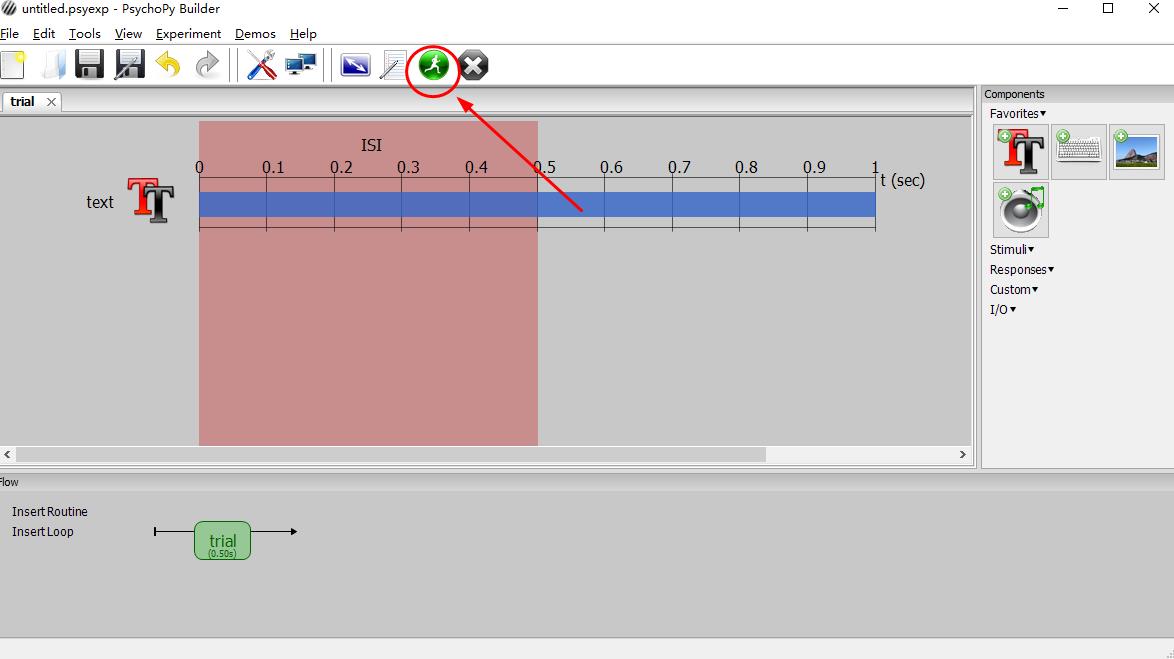 untitled.psyexp - PsychoPy Builder
File Edit Tools View Experiment Demos Help
trial
Components
Favorites▾
ISI
0 0.1 0.2 0.3 0.4 0.5 0.6 0.7 0.8 0.9 1
t (sec)
text
Stimuli▾
Responses▾
Custom▾
I/O▾
Flow
Insert Routine
Insert Loop
trial
(0.50s)